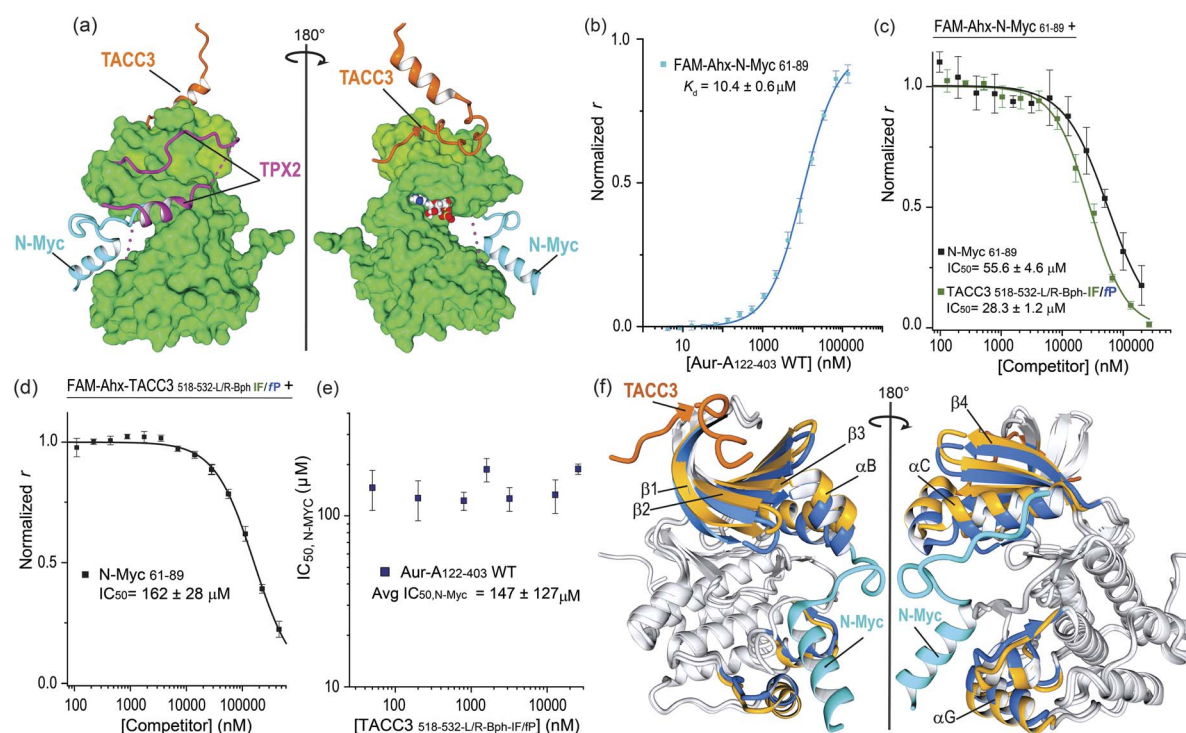 (a)
TACC3
180°
TACC3
TPX2
N-Myc
N-Myc
(b)
Normalized r
1.0
0.5
0.0
FAM-Ahx-N-Myc 61-89
Kd = 10.4 ± 0.6 μM
10
1000
100000
[Aur-A122-403 WT] (nM)
(c)
FAM-Ahx-N-Myc 61-89 +
Normalized r
1.0
0.5
0.0
N-Myc 61-89
IC50= 55.6 ± 4.6 μM
TACC3 518-532-L/R-Bph-IF/fP
IC50= 28.3 ± 1.2 μM
100 1000 10000 100000
[Competitor] (nM)
(d)
FAM-Ahx-TACC3 518-532-L/R-Bph IF/fP +
Normalized r
1.0
0.5
0.0
N-Myc 61-89
IC50= 162 ± 28 μM
100 1000 10000 100000
[Competitor] (nM)
(e)
IC50, N-MYC (μM)
100
10
Aur-A122-403 WT
Avg IC50,N-Myc = 147 ± 127μM
100 1000 10000
[TACC3 518-532-L/R-Bph-IF/fP] (nM)
(f)
TACC3
180°
β4
β3
αB
αC
β1
β2
N-Myc
N-Myc
αG